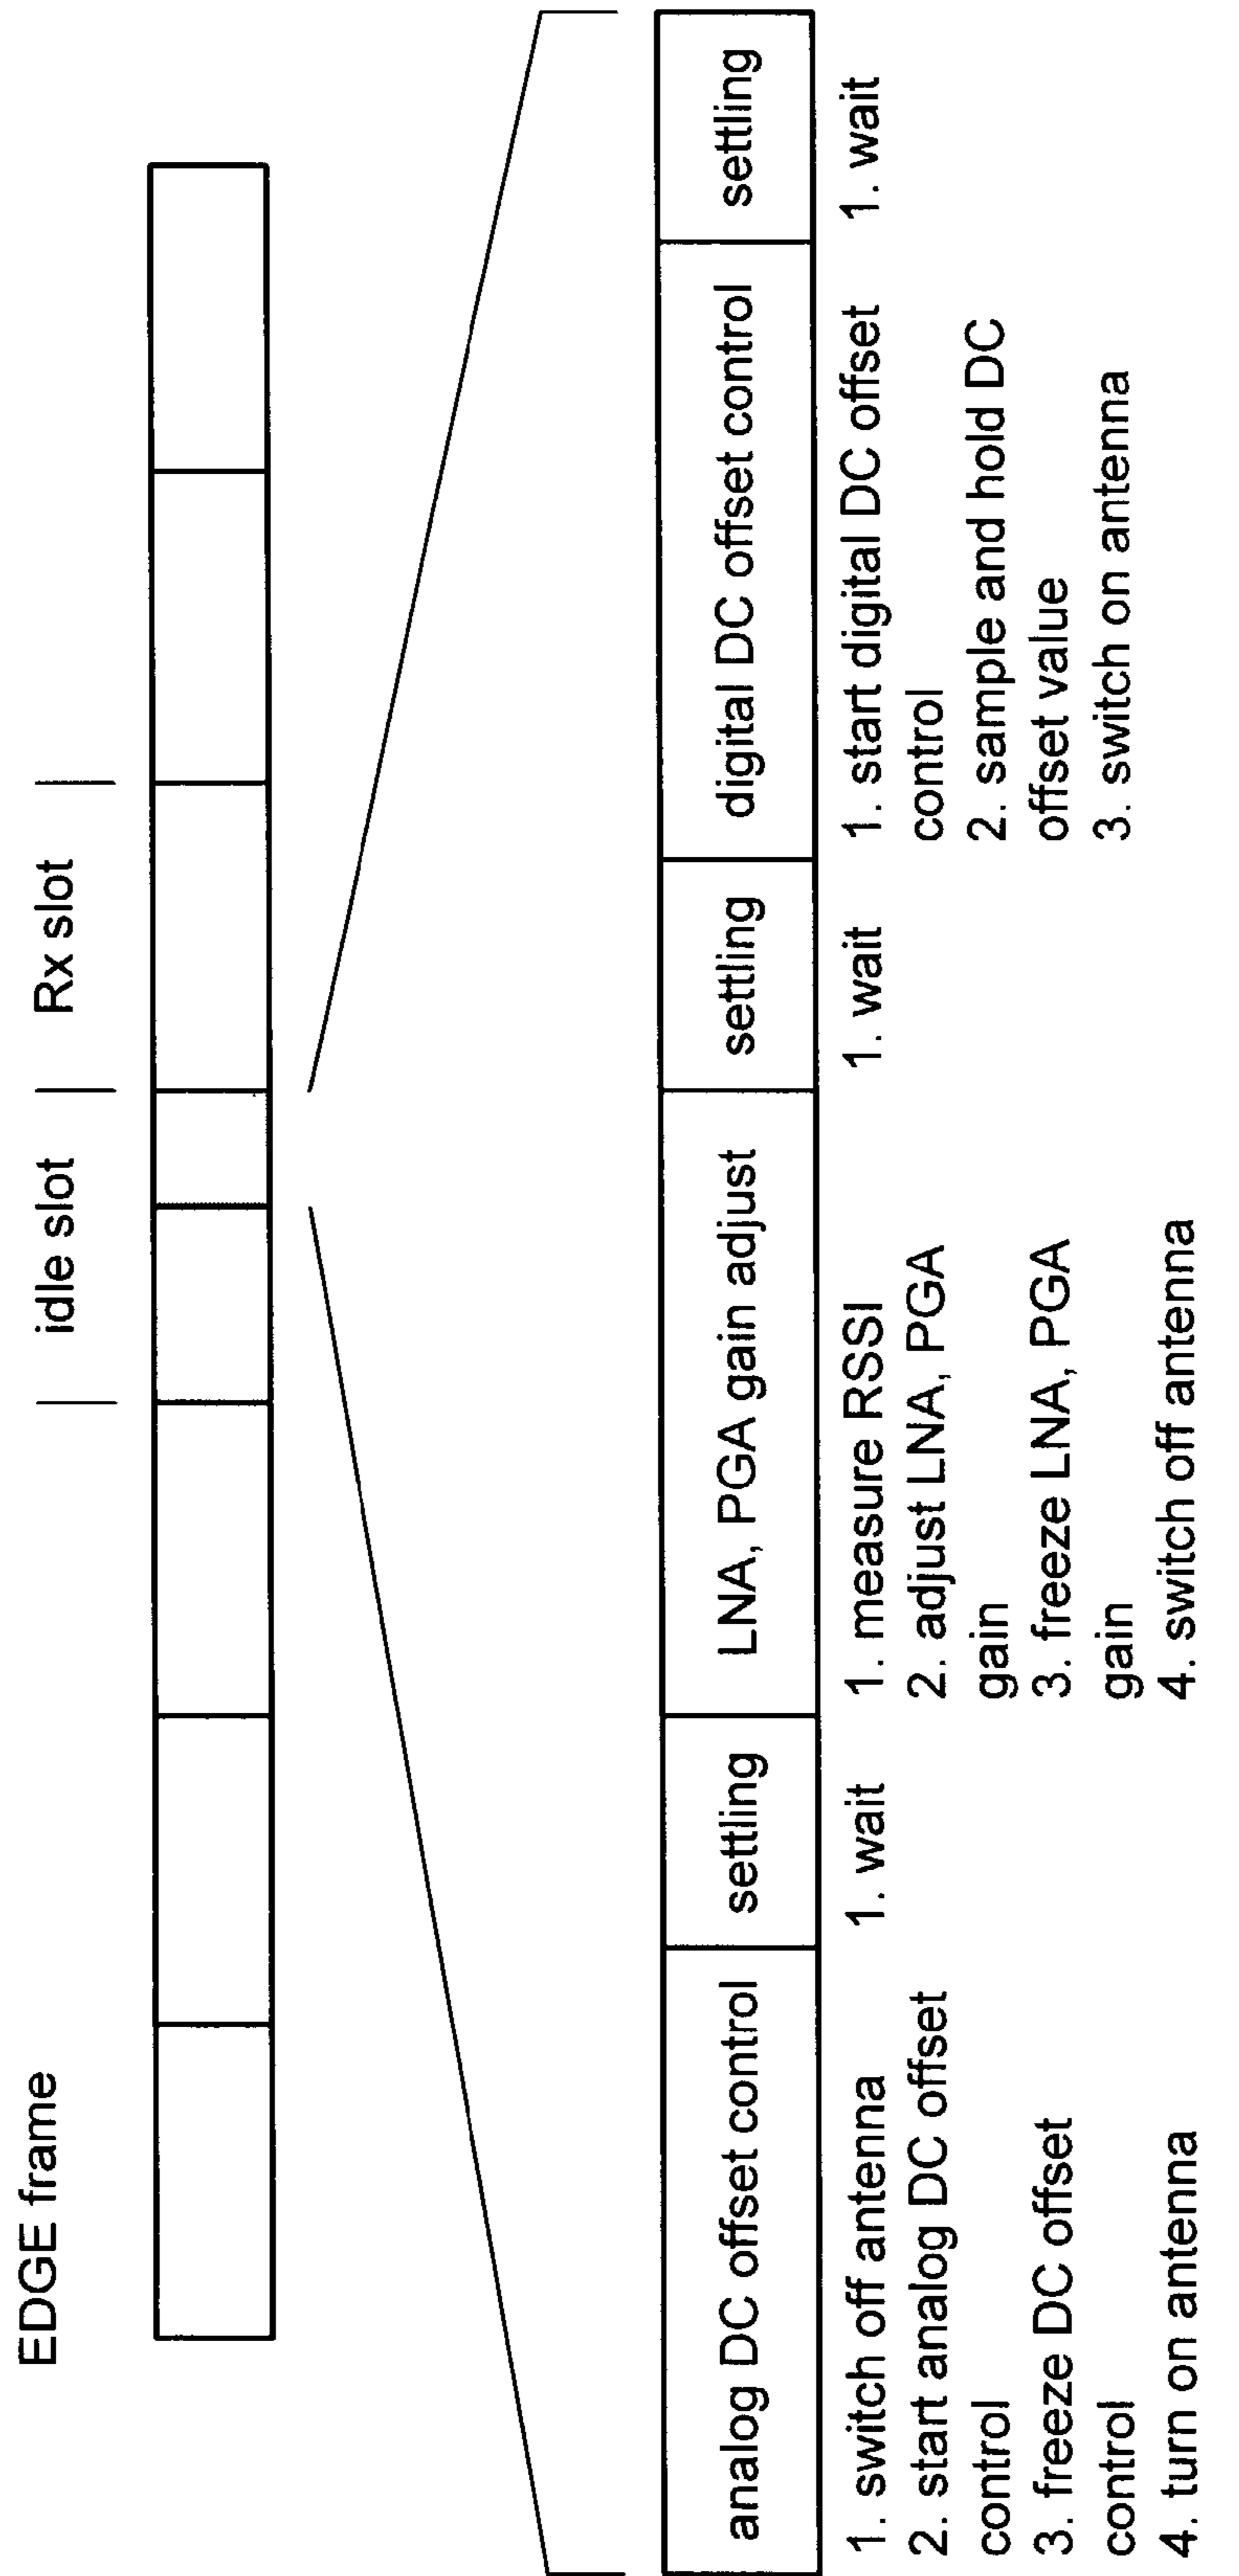 EDGE frame
idle slot
Rx slot
analog DC offset control
settling
LNA, PGA gain adjust
settling
digital DC offset control
settling
1. switch off antenna
2. start analog DC offset
control
3. freeze DC offset
control
4. turn on antenna
1. wait
1. measure RSSI
2. adjust LNA, PGA
gain
3. freeze LNA, PGA
gain
4. switch off antenna
1. wait
1. start digital DC offset
control
2. sample and hold DC
offset value
3. switch on antenna
1. wait